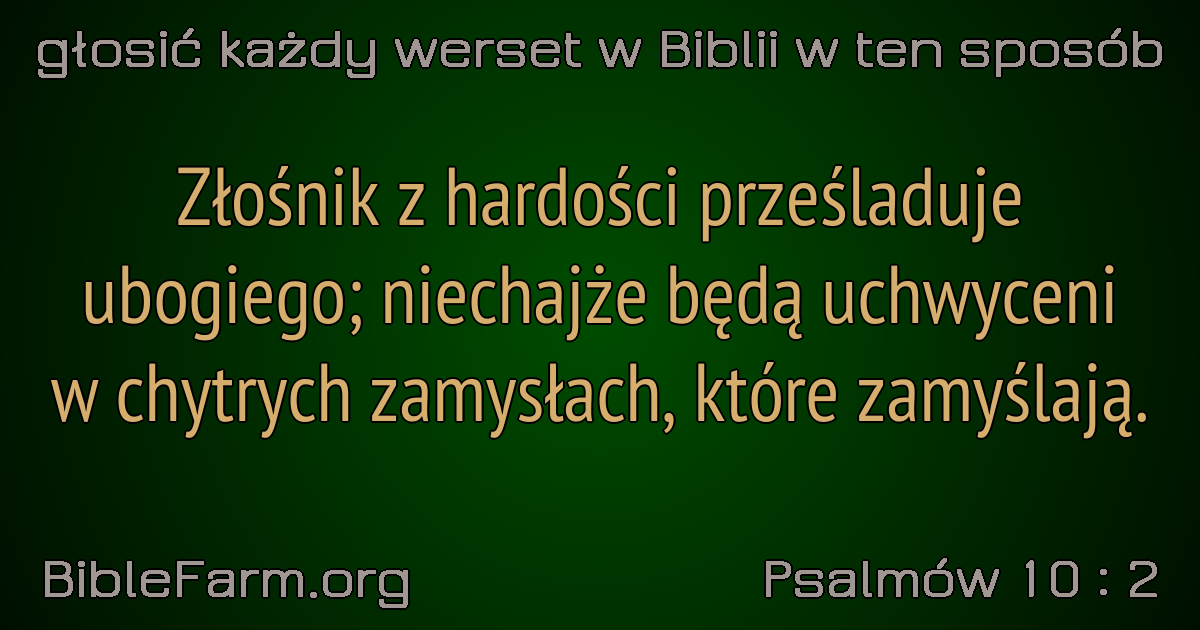 głosić każdy werset w Biblii w ten sposób
Złośnik z hardości prześladuje
ubogiego; niechajże będą uchwyceni
w chytrych zamysłach, które zamyślają.
BibleFarm.org
Psalmów 10 : 2